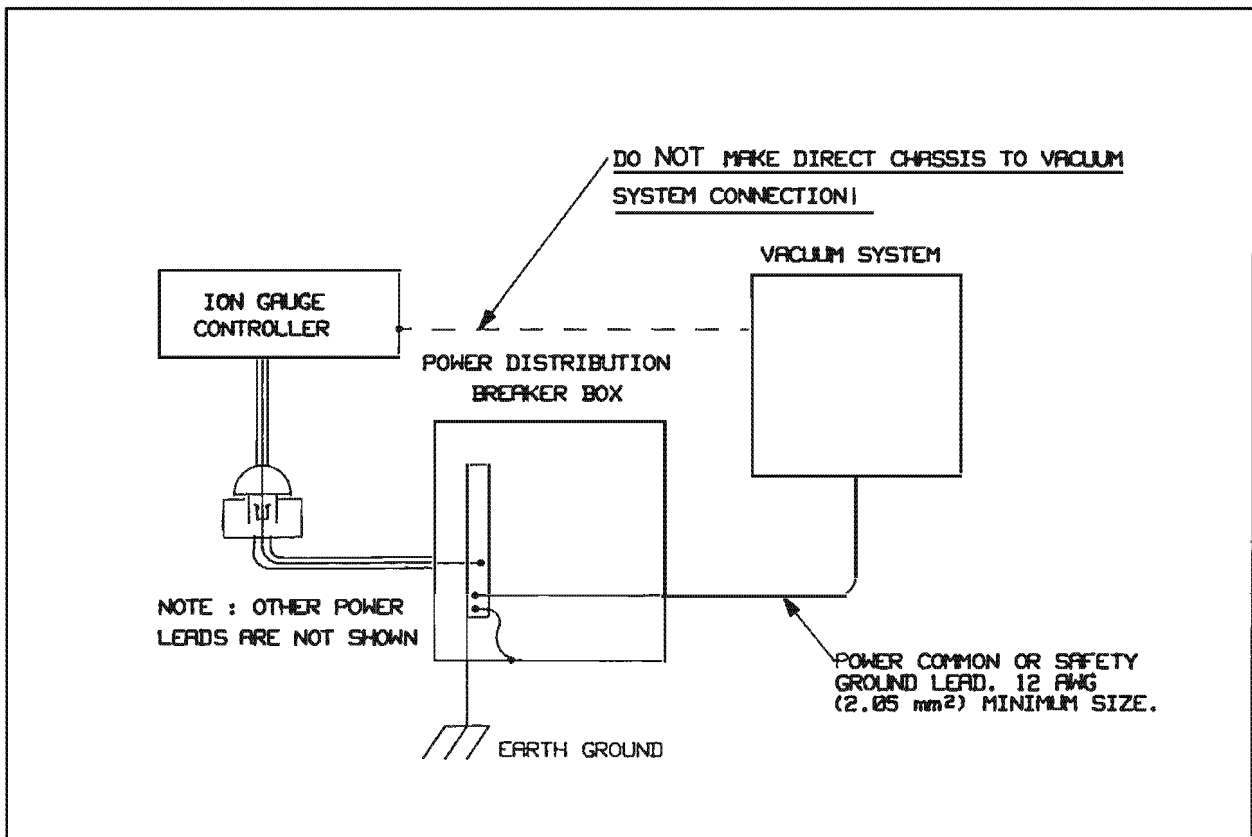 DO NOT MAKE DIRECT CHASSIS TO VACUUM
SYSTEM CONNECTION!
VACUUM SYSTEM
ION GAUGE
CONTROLLER
POWER DISTRIBUTION
BREAKER BOX
NOTE : OTHER POWER
LEADS ARE NOT SHOWN
POWER COMMON OR SAFETY
GROUND LEAD. 12 AWG
(2.05 mm²) MINIMUM SIZE.
EARTH GROUND